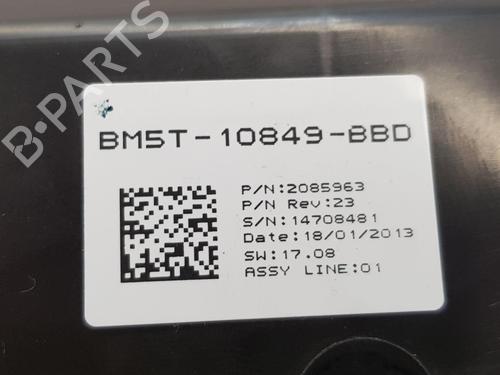 BM5T-10849-BBD
P/N:2085963
P/N Rev:23
S/N:14708481
Date:18/01/2013
SW:17.08
ASSY LINE:01
B-PARTS